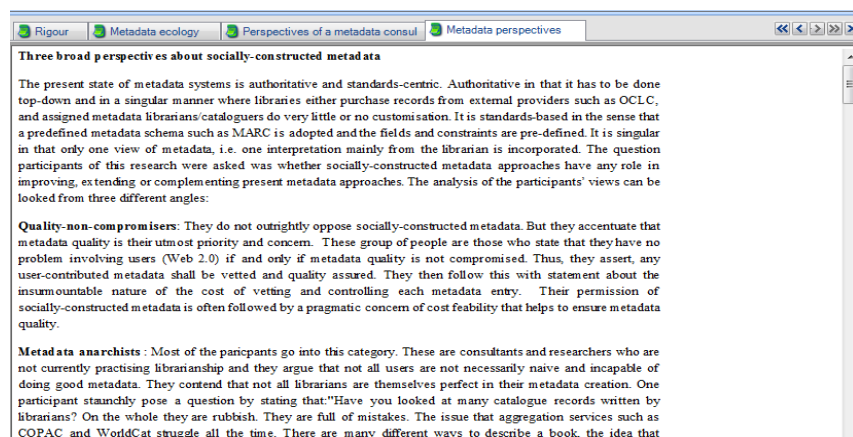 Rigour Metadata ecology Perspectives of a metadata consul Metadata perspectives
Three broad perspectives about socially-constructed metadata
The present state of metadata systems is authoritative and standards-centric. Authoritative in that it has to be done
top-down and in a singular manner where libraries either purchase records from external providers such as OCLC,
and assigned metadata librarians/cataloguers do very little or no customisation. It is standards-based in the sense that
a predefined metadata schema such as MARC is adopted and the fields and constraints are pre-defined. It is singular
in that only one view of metadata, i.e. one interpretation mainly from the librarian is incorporated. The question
participants of this research were asked was whether socially-constructed metadata approaches have any role in
improving, extending or complementing present metadata approaches. The analysis of the participants' views can be
looked from three different angles:
Quality-non-compromisers: They do not outrightly oppose socially-constructed metadata. But they accentuate that
metadata quality is their utmost priority and concern. These group of people are those who state that they have no
problem involving users (Web 2.0) if and only if metadata quality is not compromised. Thus, they assert, any
user-contributed metadata shall be vetted and quality assured. They then follow this with statement about the
insurmountable nature of the cost of vetting and controlling each metadata entry. Their permission of
socially-constructed metadata is often followed by a pragmatic concern of cost feability that helps to ensure metadata
quality.
Metadata anarchists : Most of the paricpants go into this category. These are consultants and researchers who are
not currently practising librarianship and they argue that not all users are not necessarily naive and incapable of
doing good metadata. They contend that not all librarians are themselves perfect in their metadata creation. One
participant staunchly pose a question by stating that:"Have you looked at many catalogue records written by
librarians? On the whole they are rubbish. They are full of mistakes. The issue that aggregation services such as
COPAC and WorldCat struggle all the time. There are many different ways to describe a book, the idea that